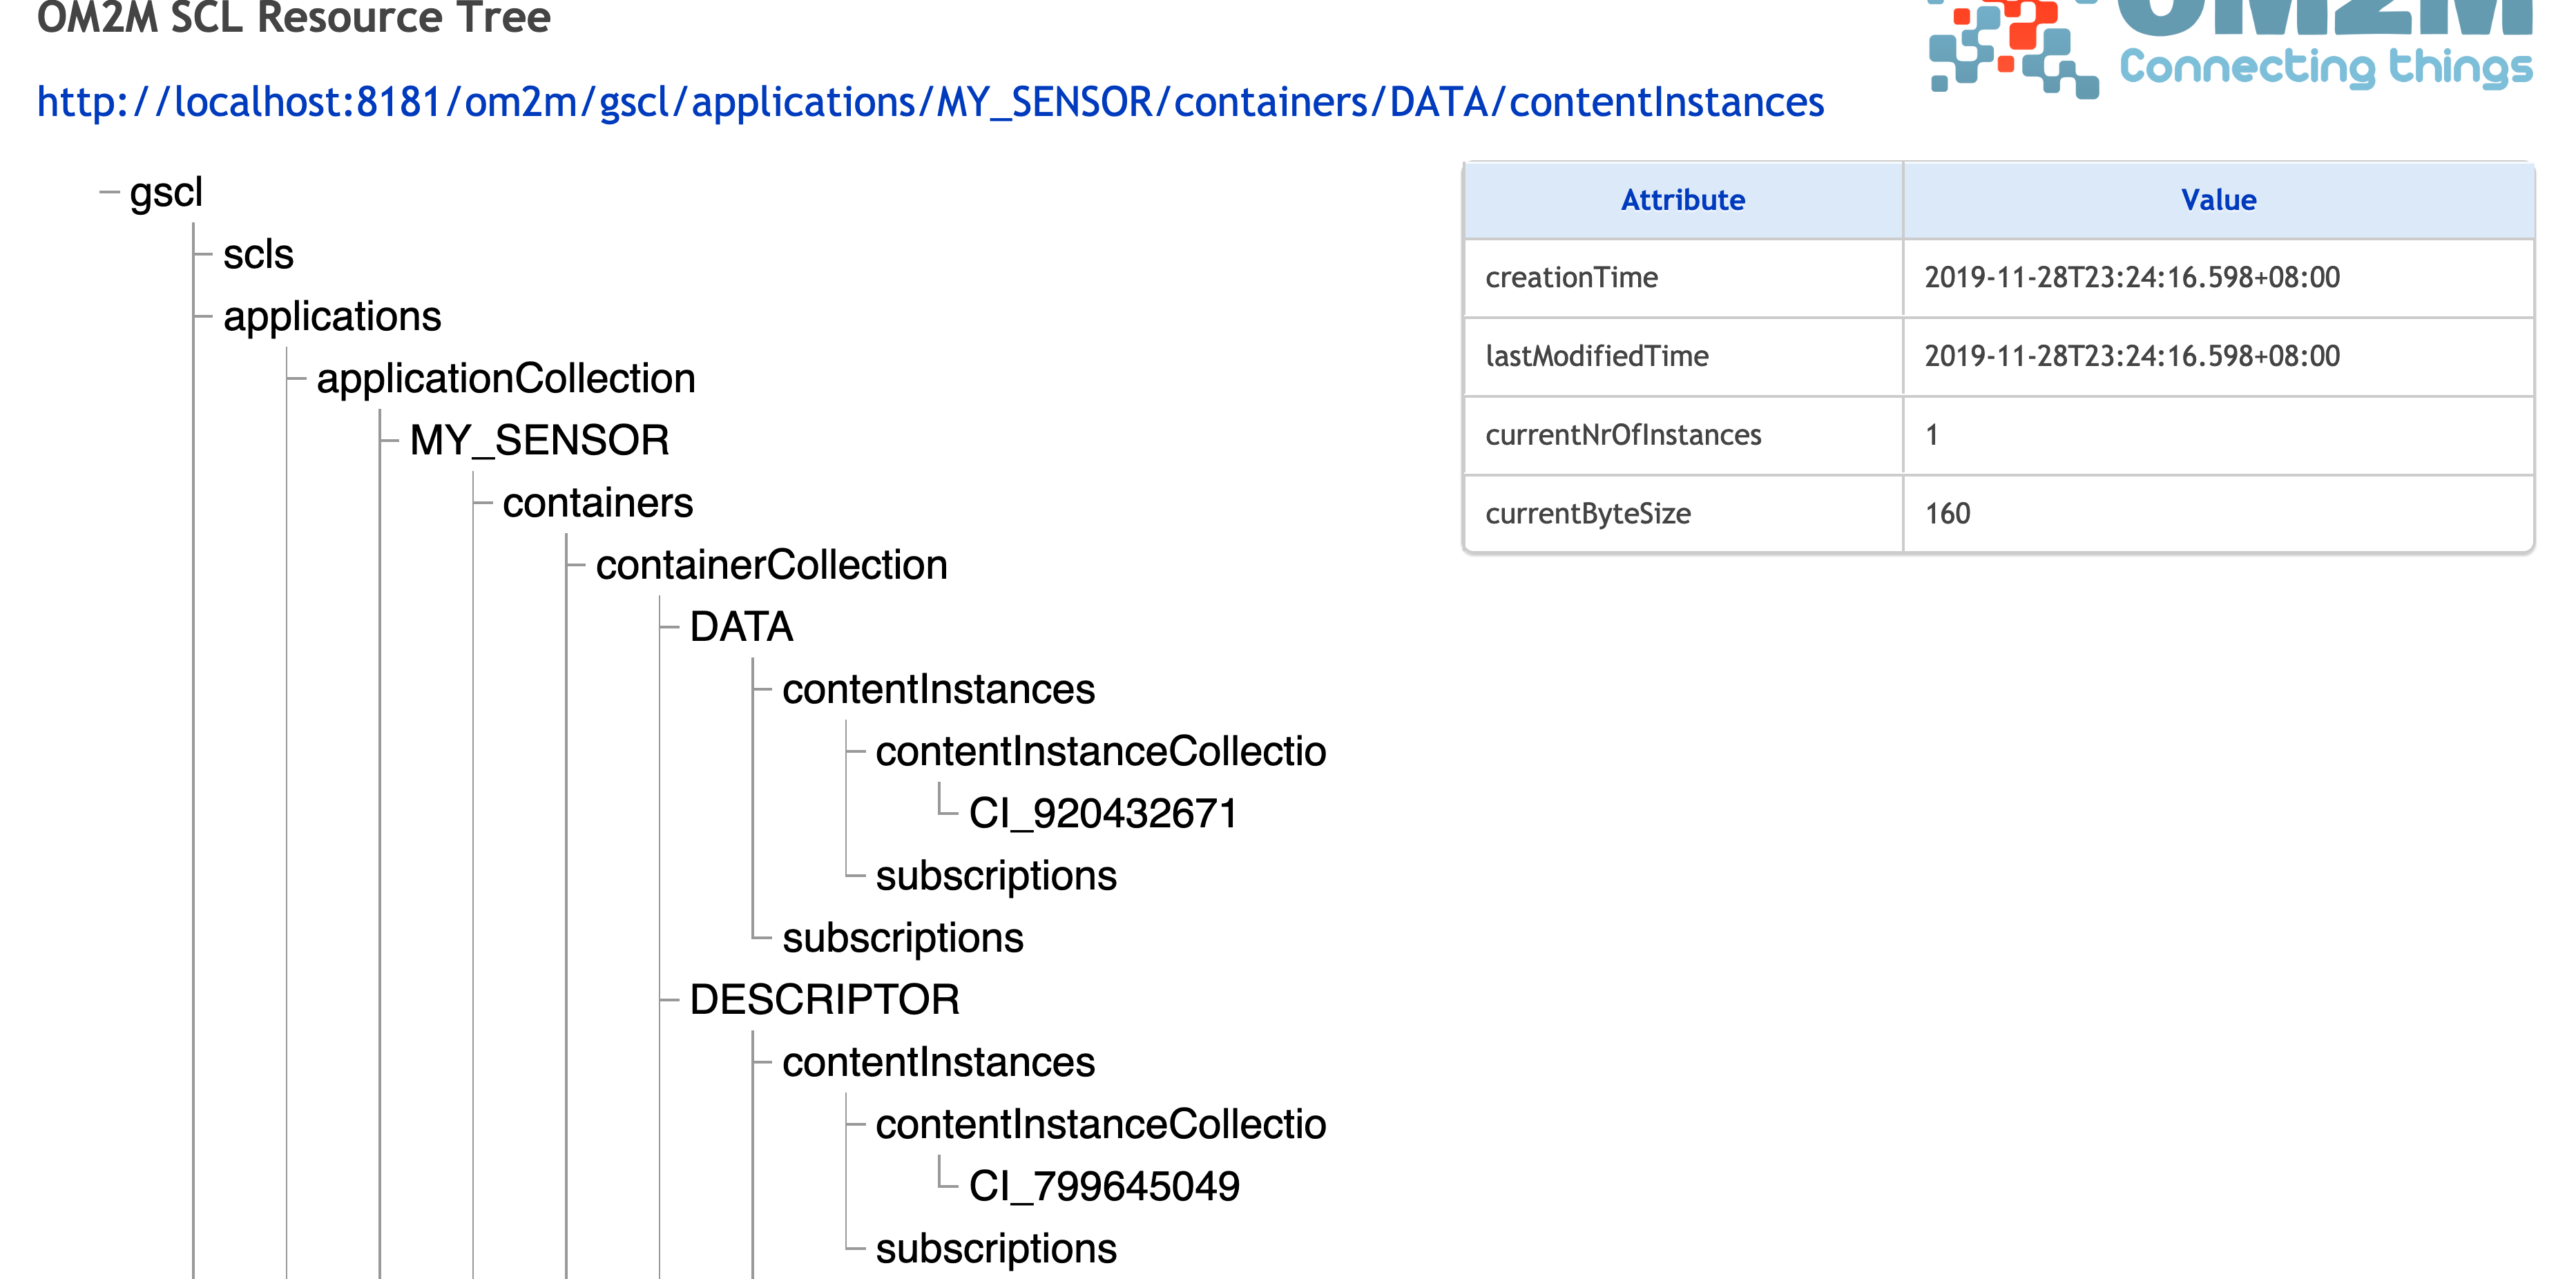 OM2M SCL Resource Tree
OM2M
Connecting things
http://localhost:8181/om2m/gscl/applications/MY_SENSOR/containers/DATA/contentInstances
gscl
scls
applications
applicationCollection
MY_SENSOR
containers
containerCollection
DATA
contentInstances
contentInstanceCollectio
CI_920432671
subscriptions
subscriptions
DESCRIPTOR
contentInstances
contentInstanceCollectio
CI_799645049
subscriptions
Attribute Value
creationTime 2019-11-28T23:24:16.598+08:00
lastModifiedTime 2019-11-28T23:24:16.598+08:00
currentNrOfInstances 1
currentByteSize 160